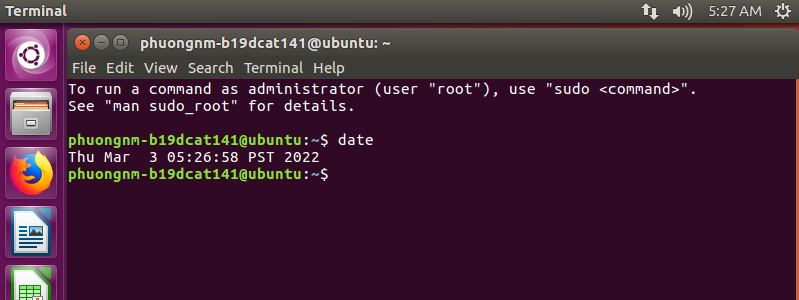 Terminal
5:27 AM
phuongnm-b19dcat141@ubuntu: ~
File Edit View Search Terminal Help
To run a command as administrator (user "root"), use "sudo <command>".
See "man sudo_root" for details.
phuongnm-b19dcat141@ubuntu:~$ date
Thu Mar  3 05:26:58 PST 2022
phuongnm-b19dcat141@ubuntu:~$